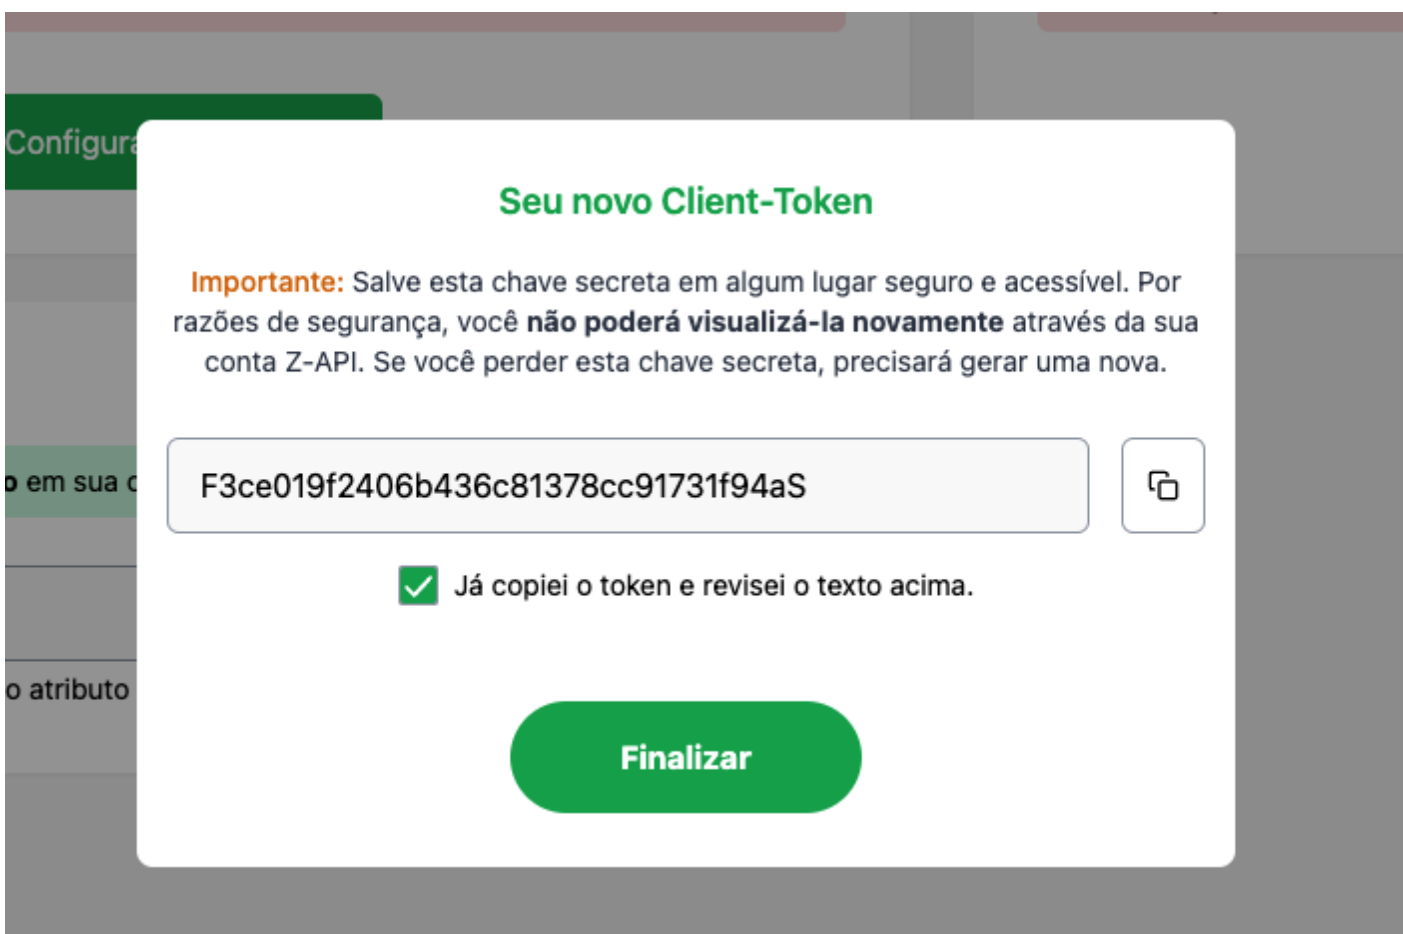 Configura
Seu novo Client-Token
Importante: Salve esta chave secreta em algum lugar seguro e acessível. Por
razões de segurança, você não poderá visualizá-la novamente através da sua
conta Z-API. Se você perder esta chave secreta, precisará gerar uma nova.
o em sua c
F3ce019f2406b436c81378cc91731f94aS
Já copiei o token e revisei o texto acima.
o atributo
Finalizar